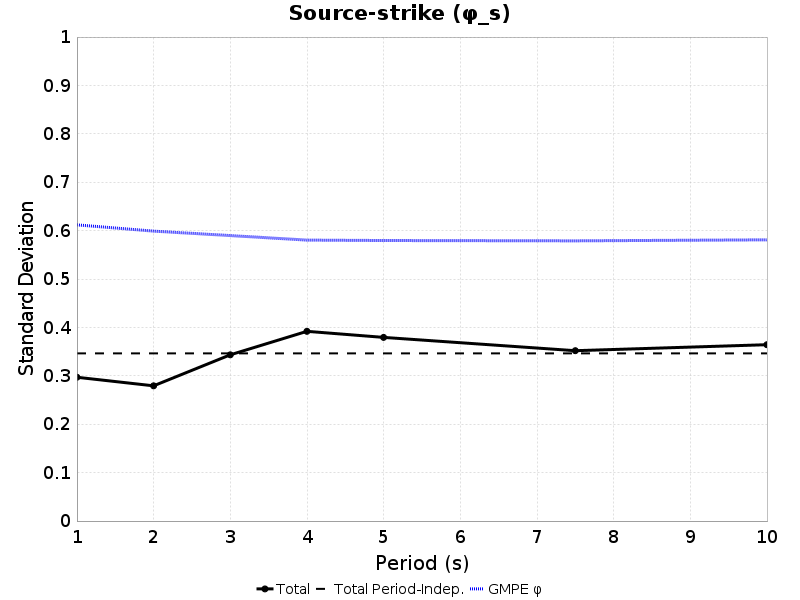 Source-strike (φ_s)
Standard Deviation
1
0.9
0.8
0.7
0.6
0.5
0.4
0.3
0.2
0.1
0
1 2 3 4 5 6 7 8 9 10
Period (s)
Total Total Period-Indep. GMPE φ